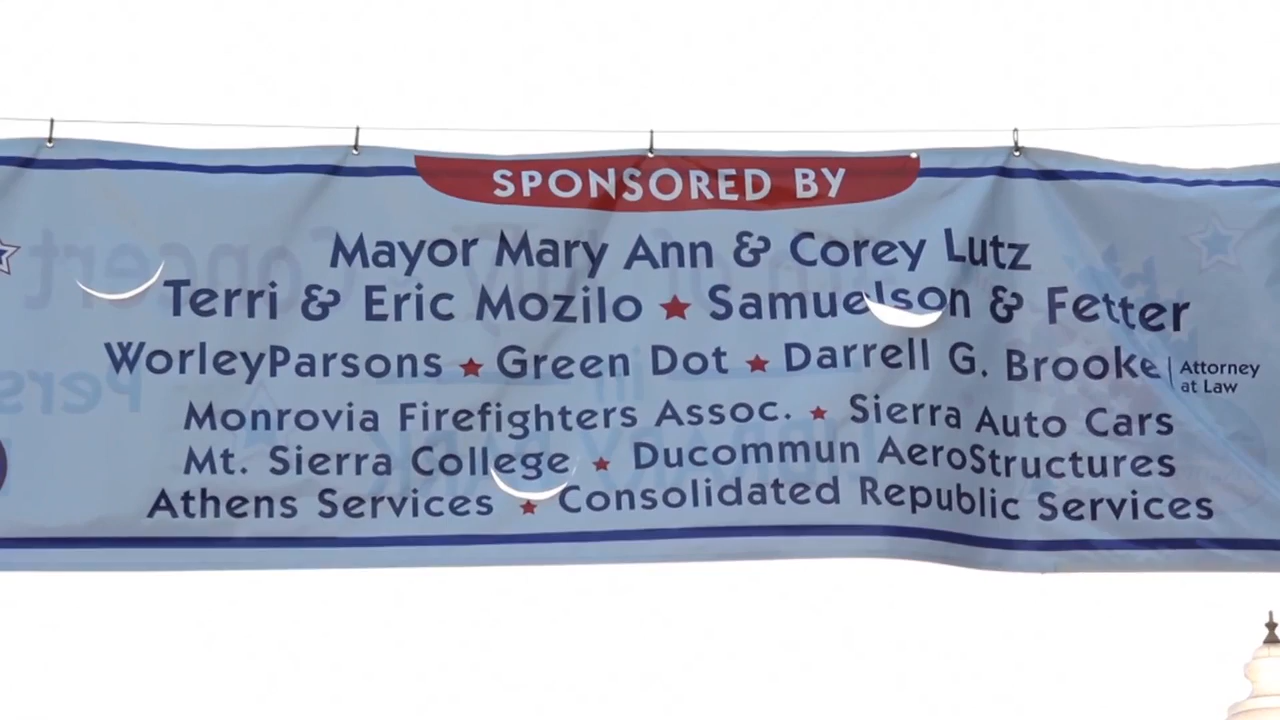 SPONSORED BY
Mayor Mary Ann & Corey Lutz
Terri & Eric Mozilo ★ Samuelson & Fetter
WorleyParsons ★ Green Dot ★ Darrell G. Brooke | Attorney at Law
Monrovia Firefighters Assoc. ★ Sierra Auto Cars
Mt. Sierra College ★ Ducommun AeroStructures
Athens Services ★ Consolidated Republic Services